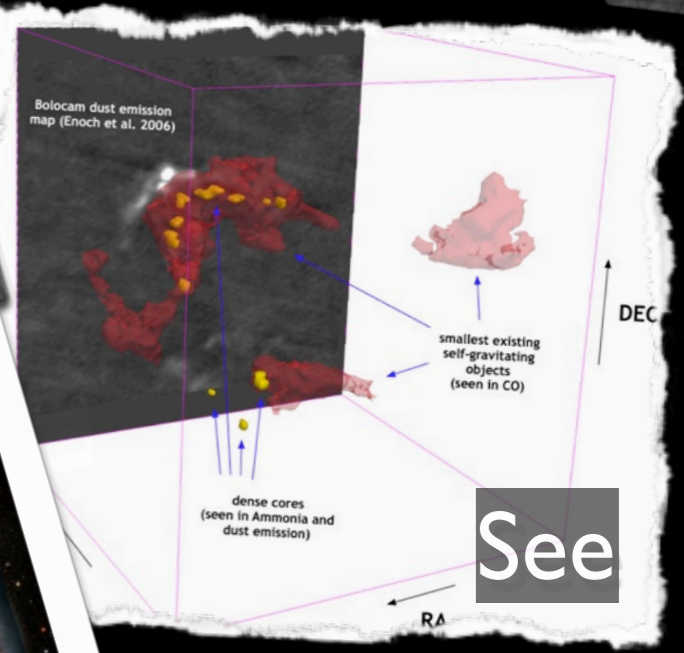 Bolocam dust emission
map (Enoch et al. 2006)
DEC
smallest existing
self-gravitating
objects
(seen in CO)
dense cores
(seen in Ammonia and
dust emission)
See
RA